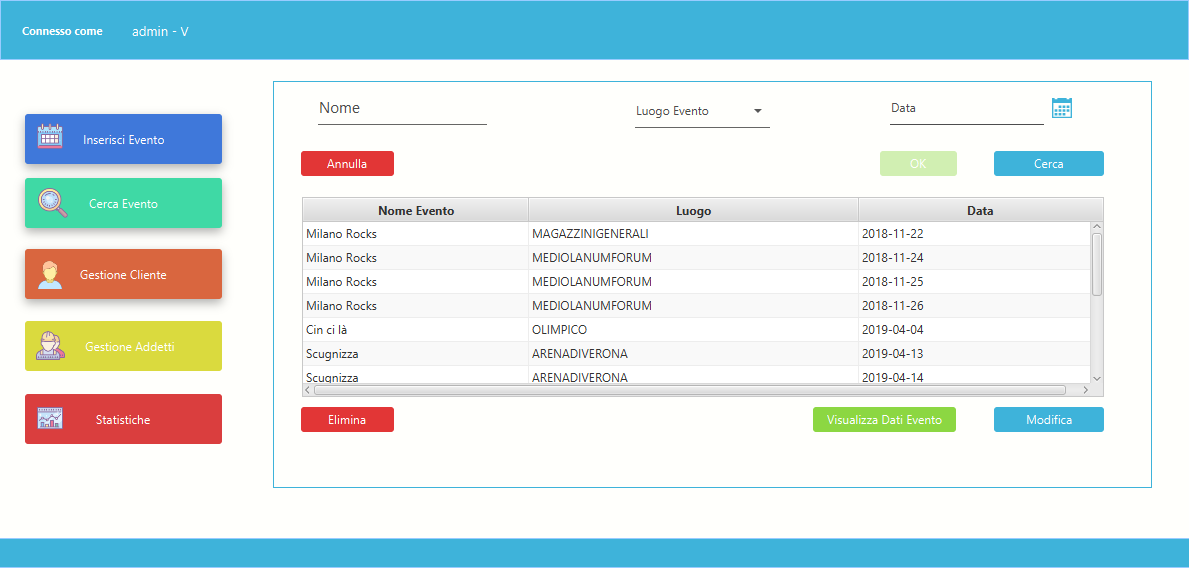 Connesso come admin - V
Inserisci Evento
Cerca Evento
Gestione Cliente
Gestione Addetti
Statistiche
Nome Luogo Evento Data
Annulla OK Cerca
Nome Evento Luogo Data
Milano Rocks MAGAZZINIGENERALI 2018-11-22
Milano Rocks MEDIOLANUMFORUM 2018-11-24
Milano Rocks MEDIOLANUMFORUM 2018-11-25
Milano Rocks MEDIOLANUMFORUM 2018-11-26
Cin ci là OLIMPICO 2019-04-04
Scugnizza ARENADIVERONA 2019-04-13
Scugnizza ARENADIVERONA 2019-04-14
Elimina Visualizza Dati Evento Modifica